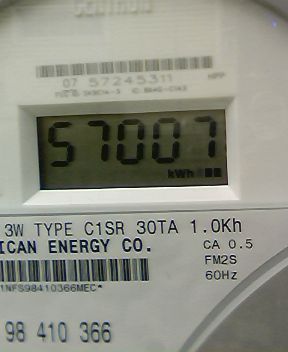 07 57245311 HPP
57007
kWh
3W TYPE C1SR 30TA 1.0Kh
ICAN ENERGY CO. CA 0.5
FM2S
60Hz
1NFS98410366MEC*
98 410 366